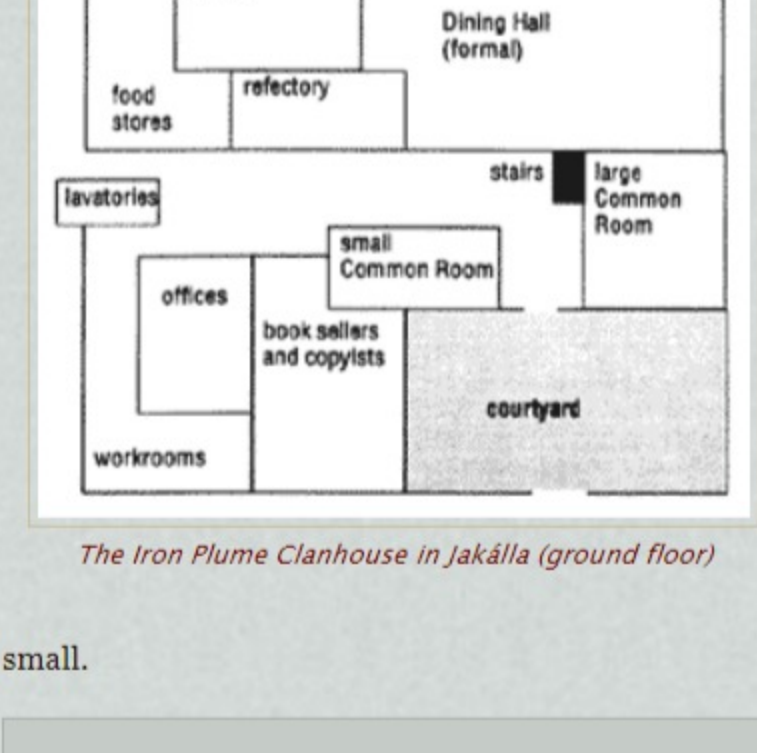 Dining Hall
(formal)
food
stores
refectory
stairs
large
Common
Room
lavatories
small
Common Room
offices
book sellers
and copyists
courtyard
workrooms
The Iron Plume Clanhouse in Jakálla (ground floor)
small.